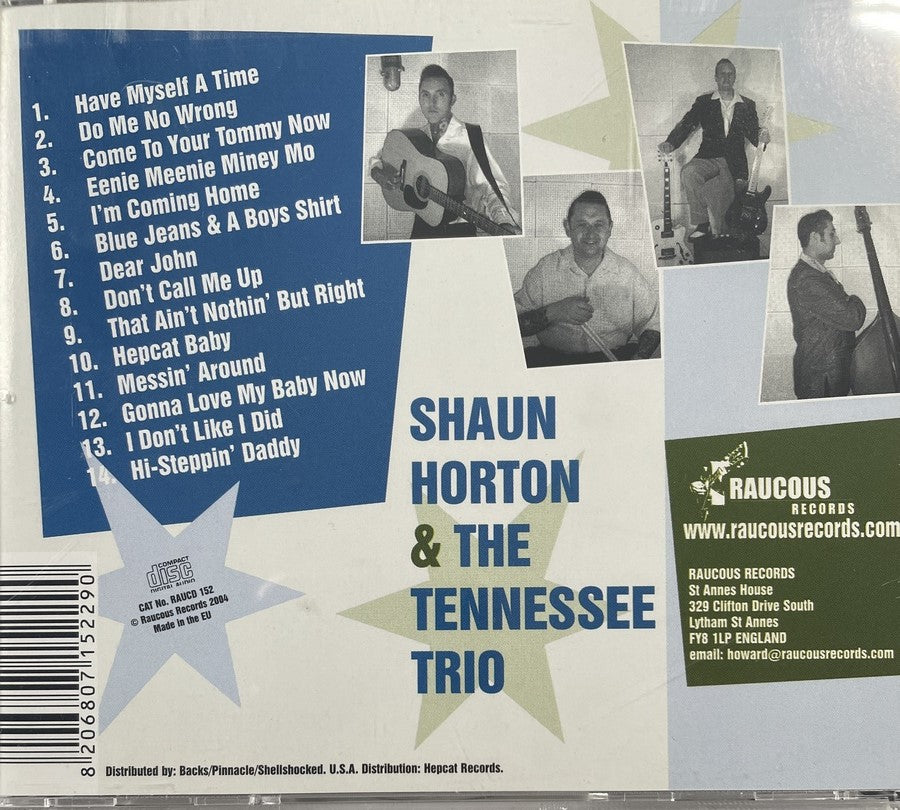 1. Have Myself A Time
2. Do Me No Wrong
3. Come To Your Tommy Now
4. Eenie Meenie Miney Mo
5. I'm Coming Home
6. Blue Jeans & A Boys Shirt
7. Dear John
8. Don't Call Me Up
9. That Ain't Nothin' But Right
10. Hepcat Baby
11. Messin' Around
12. Gonna Love My Baby Now
13. I Don't Like I Did
14. Hi-Steppin' Daddy
SHAUN
HORTON
& THE
TENNESSEE
TRIO
RAUCOUS
RECORDS
www.raucousrecords.com
RAUCOUS RECORDS
St Annes House
329 Clifton Drive South
Lytham St Annes
FY8 1LP ENGLAND
email: howard@raucousrecords.com
COMPACT
disc
DIGITAL AUDIO
CAT No. RAUCD 152
© Raucous Records 2004
Made in the EU
8 20680 7 152290
Distributed by: Backs/Pinnacle/Shellshocked. U.S.A. Distribution: Hepcat Records.